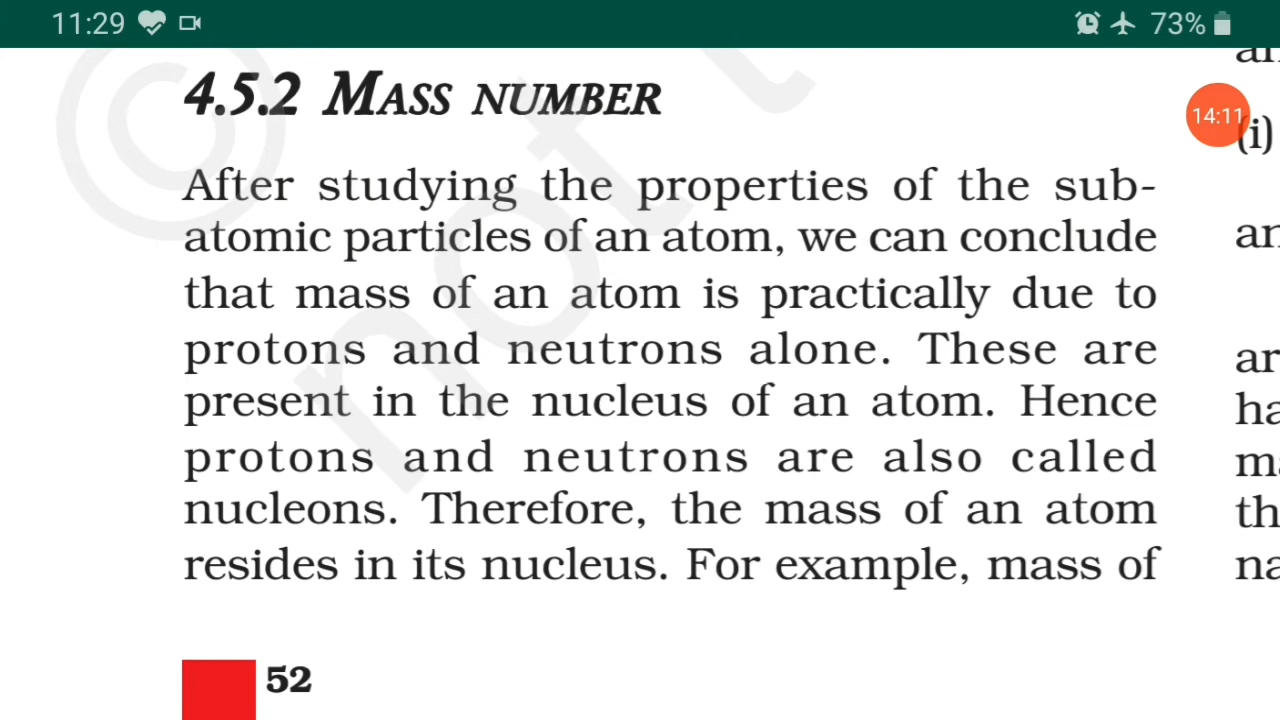 11:29
73%
4.5.2 MASS NUMBER
14:11
After studying the properties of the sub-
atomic particles of an atom, we can conclude
that mass of an atom is practically due to
protons and neutrons alone. These are
present in the nucleus of an atom. Hence
protons and neutrons are also called
nucleons. Therefore, the mass of an atom
resides in its nucleus. For example, mass of
52
(i)
not